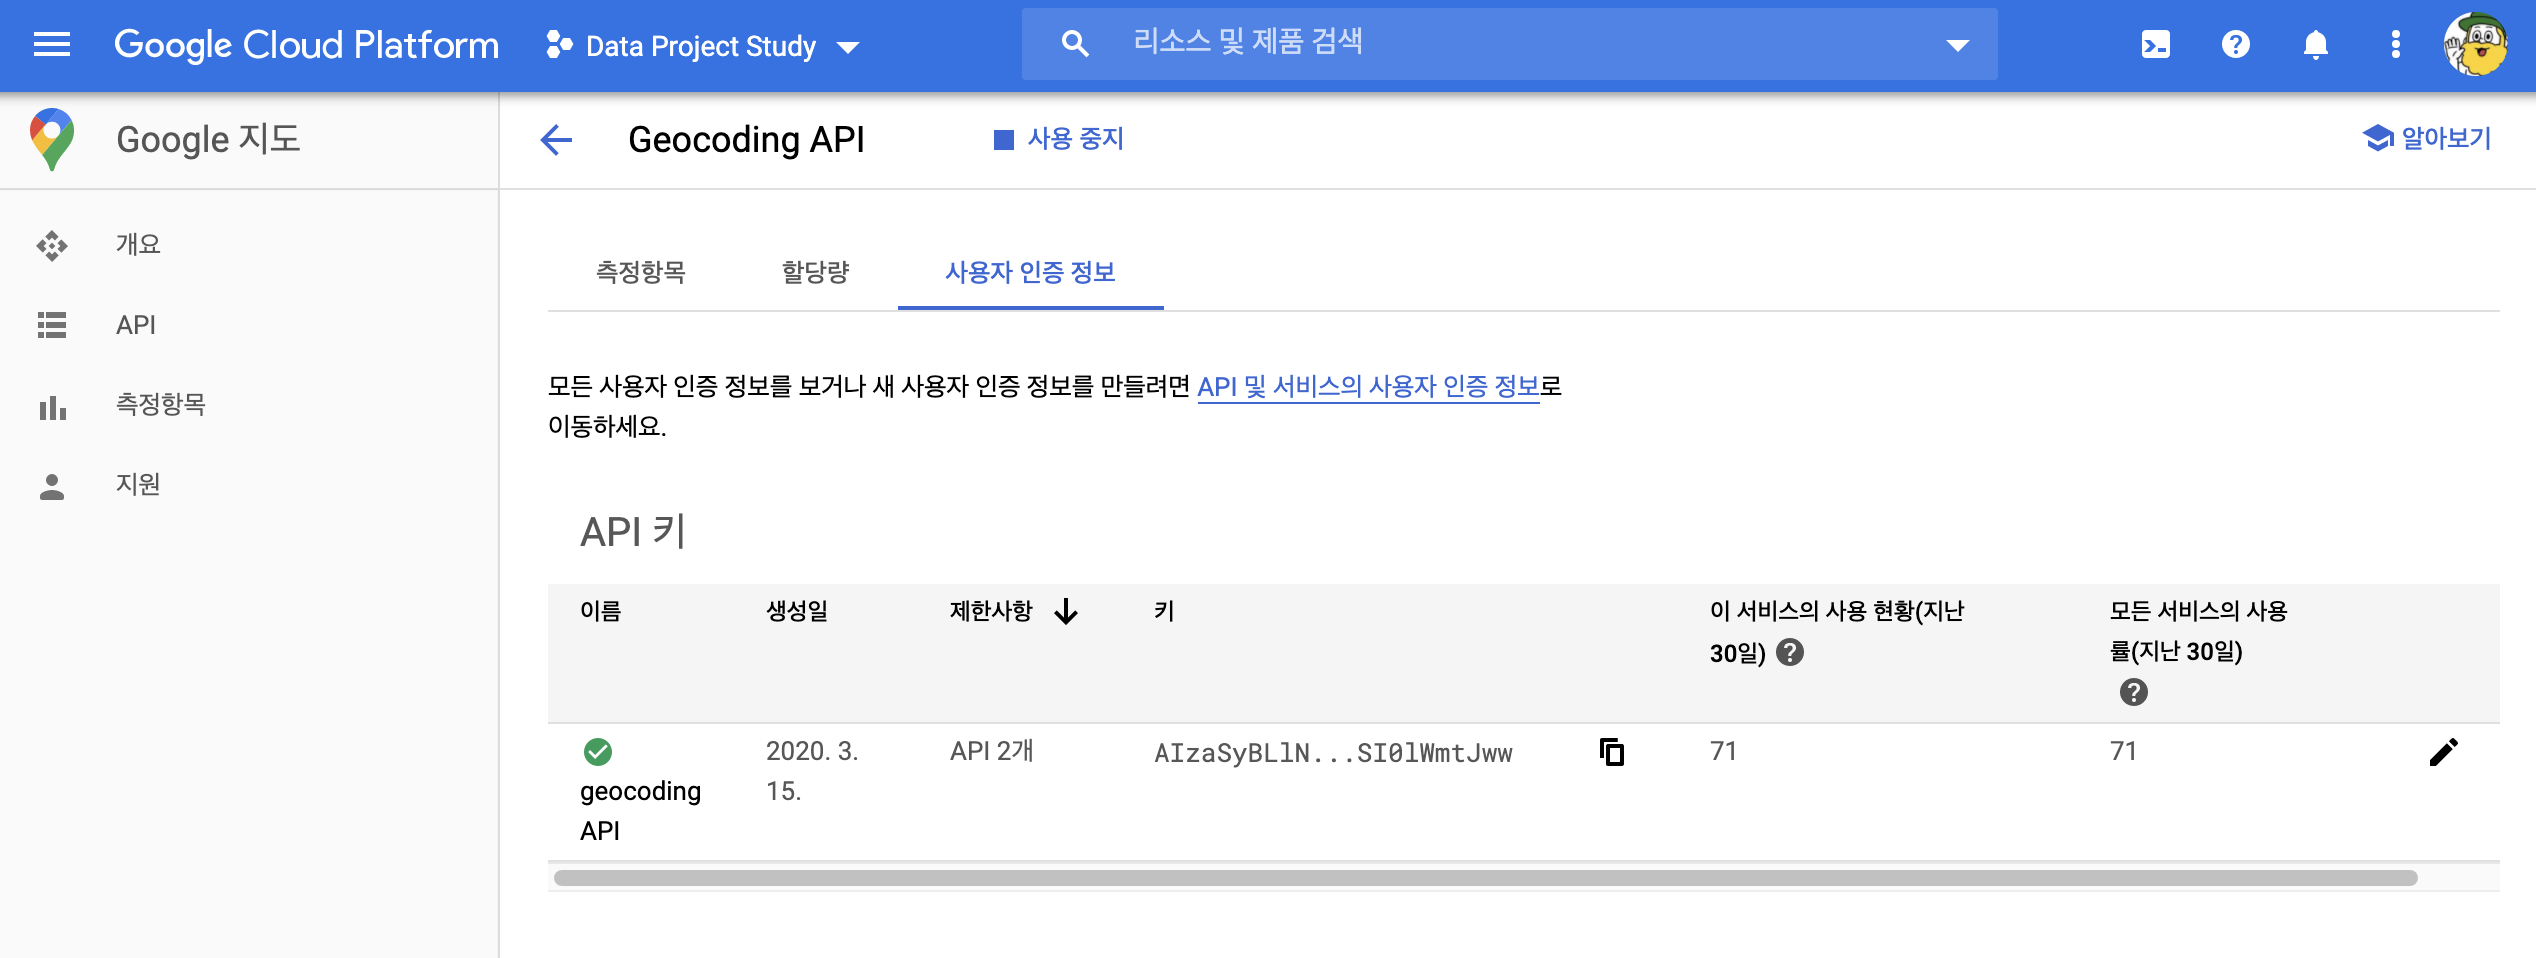 Google Cloud Platform
Data Project Study
리소스 및 제품 검색
Google 지도
Geocoding API
사용 중지
알아보기
개요
API
측정항목
지원
측정항목
할당량
사용자 인증 정보
모든 사용자 인증 정보를 보거나 새 사용자 인증 정보를 만들려면 API 및 서비스의 사용자 인증 정보로
이동하세요.
API 키
이름
생성일
제한사항
키
이 서비스의 사용 현황(지난
30일)
모든 서비스의 사용
률(지난 30일)
geocoding
API
2020. 3.
15.
API 2개
AIzaSyBLlN...SI0lWmtJww
71
71